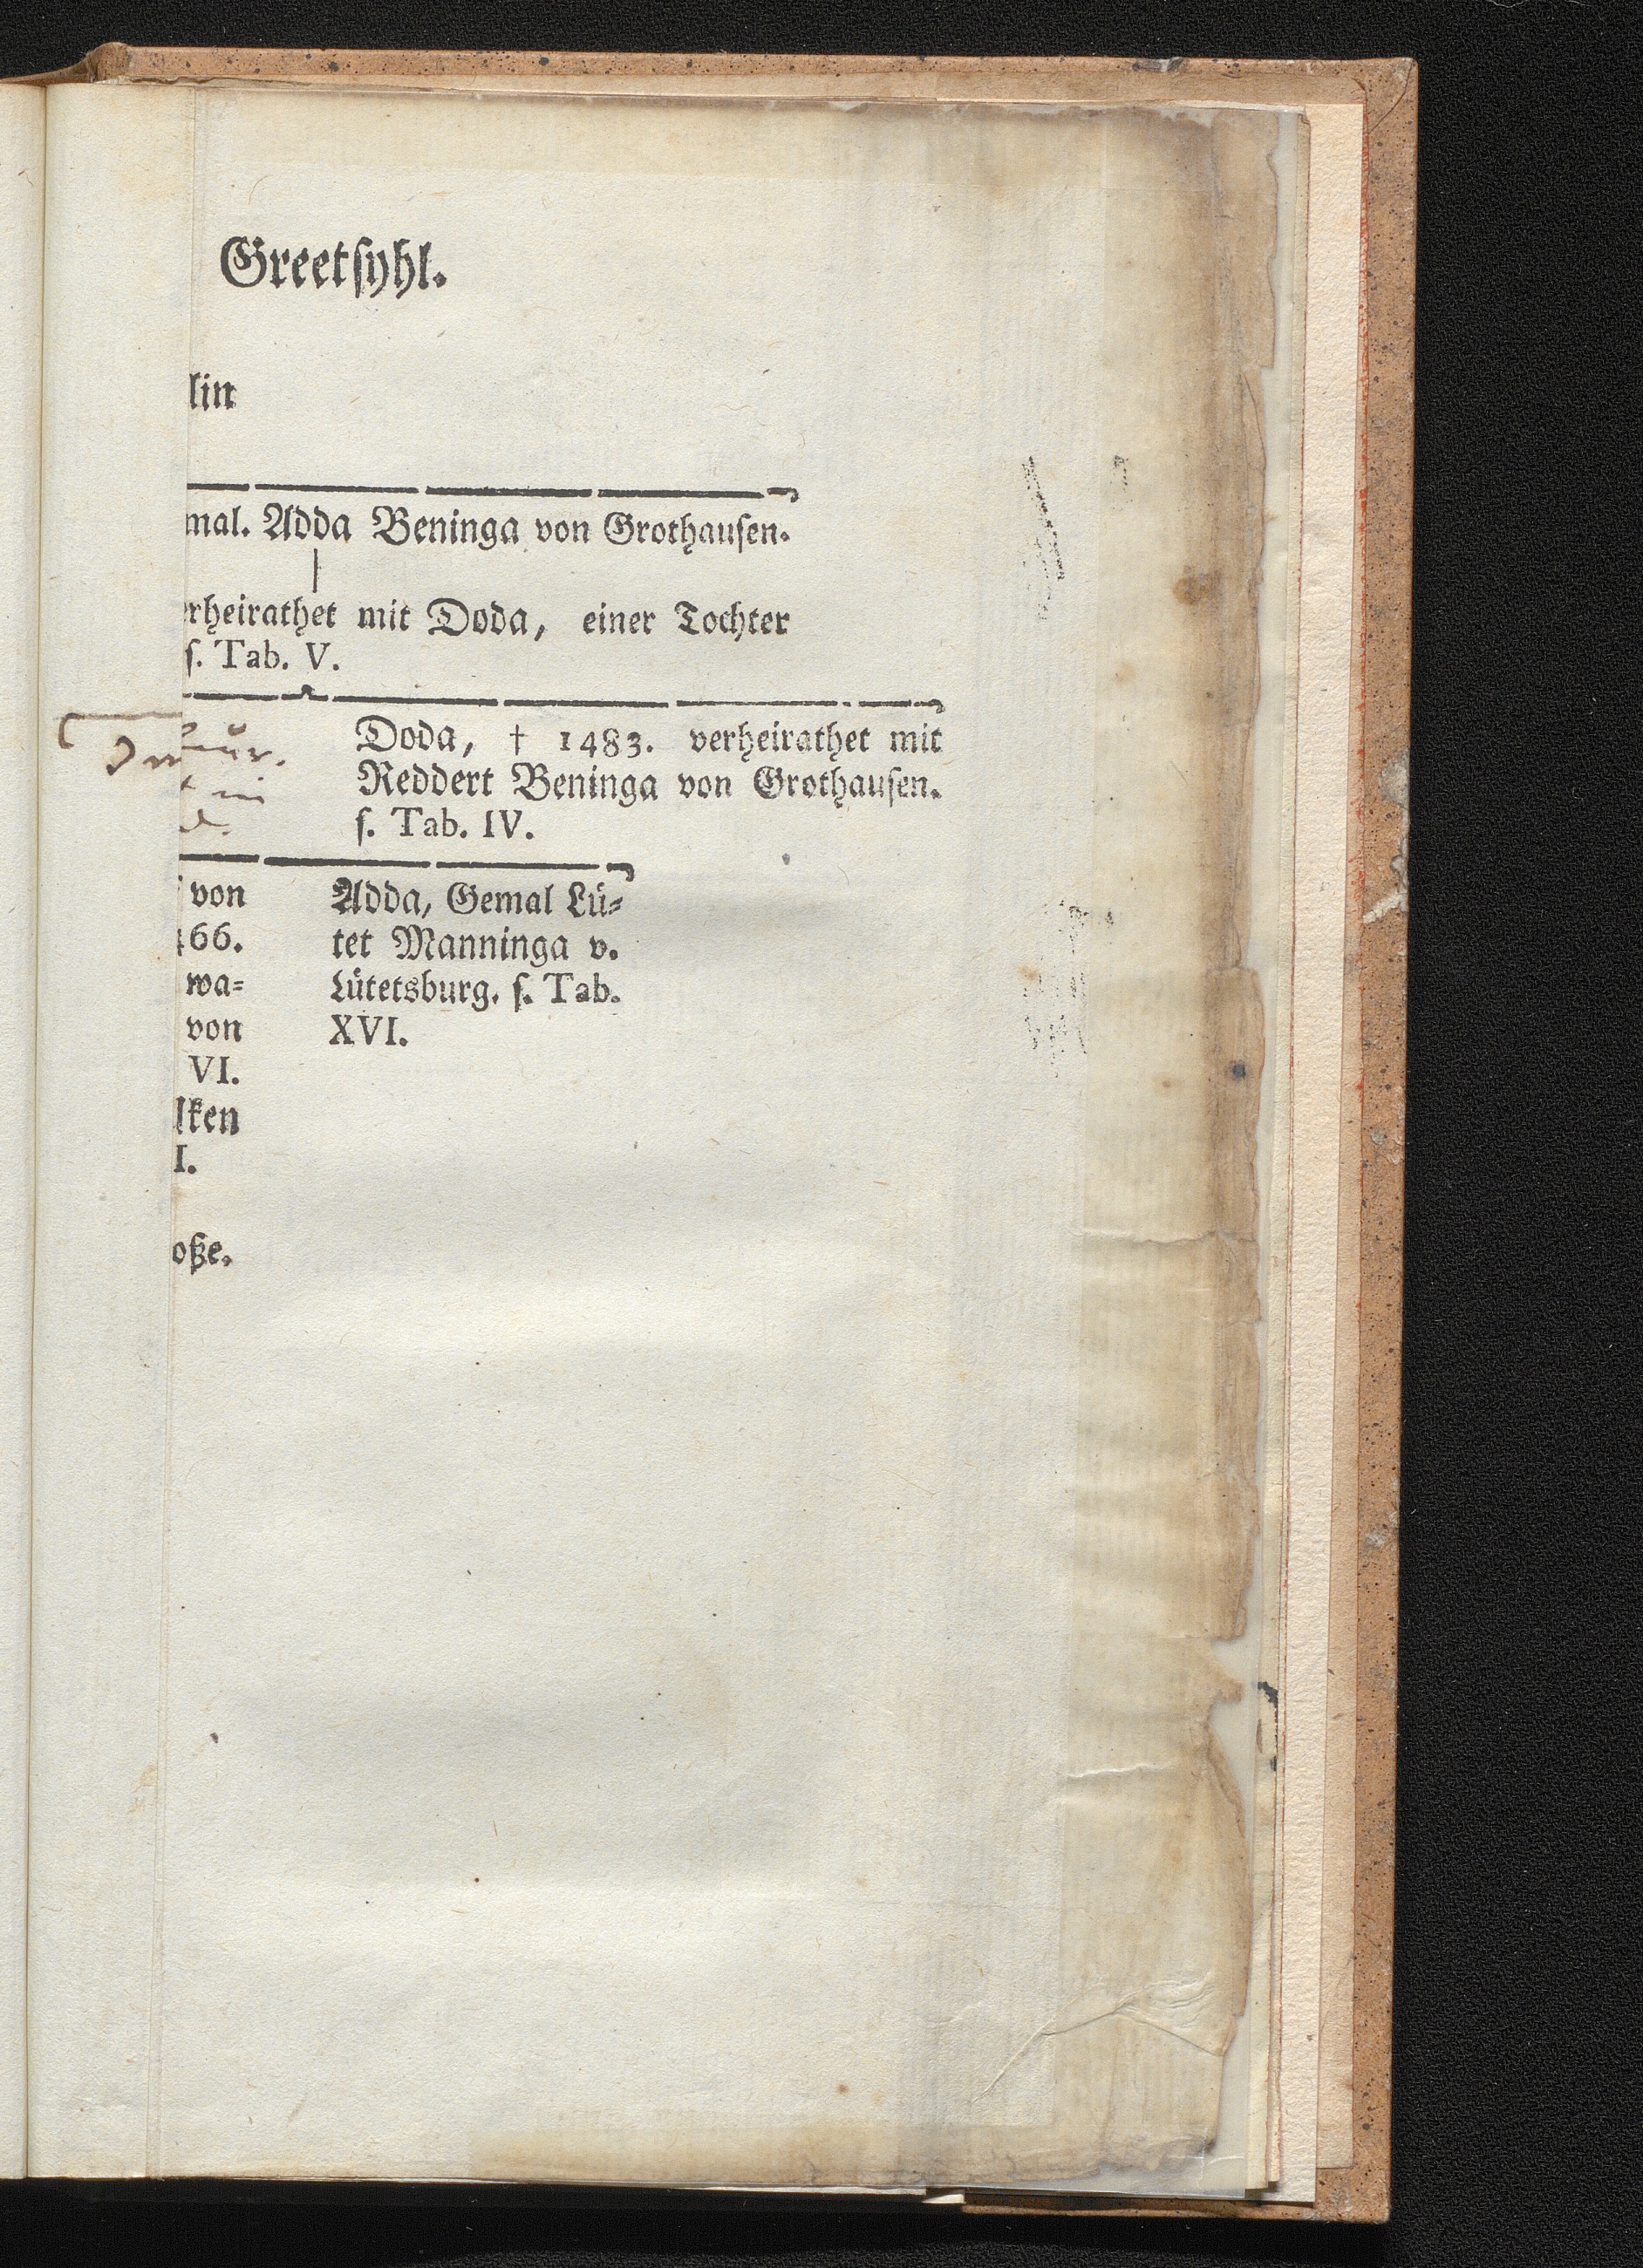 Greetſyhl.
lin
mal. Adda Beninga von Grothauſen.
erheirathet mit Doda, einer Tochter
ſ. Tab. V.
Doda, † 1483. verheirathet mit
Reddert Beninga von Grothauſen.
ſ. Tab. IV.
von
466.
wa-
von
VI.
lken
I.
oße.
Adda, Gemal Lü-
tet Manninga v.
Lütetsburg. ſ. Tab.
XVI.